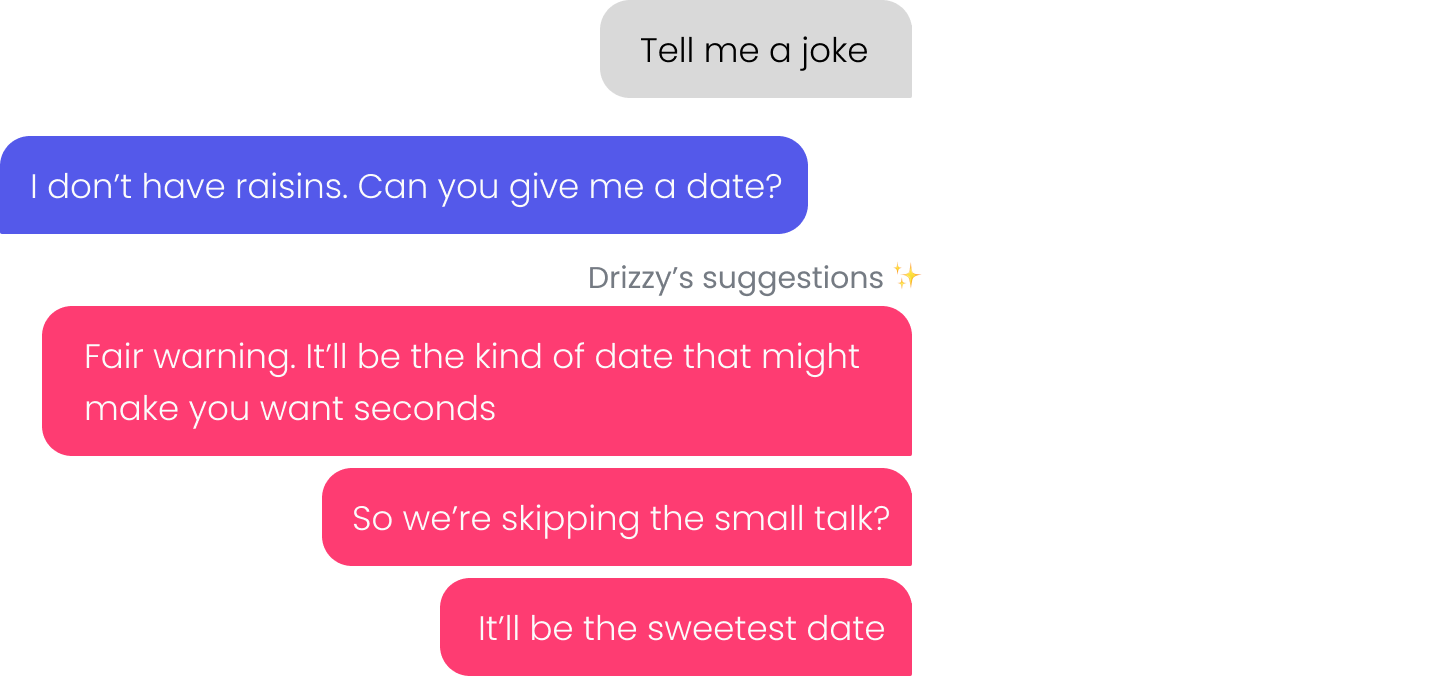 Tell me a joke
I don’t have raisins. Can you give me a date?
Drizzy’s suggestions ✨
Fair warning. It’ll be the kind of date that might
make you want seconds
So we’re skipping the small talk?
It’ll be the sweetest date